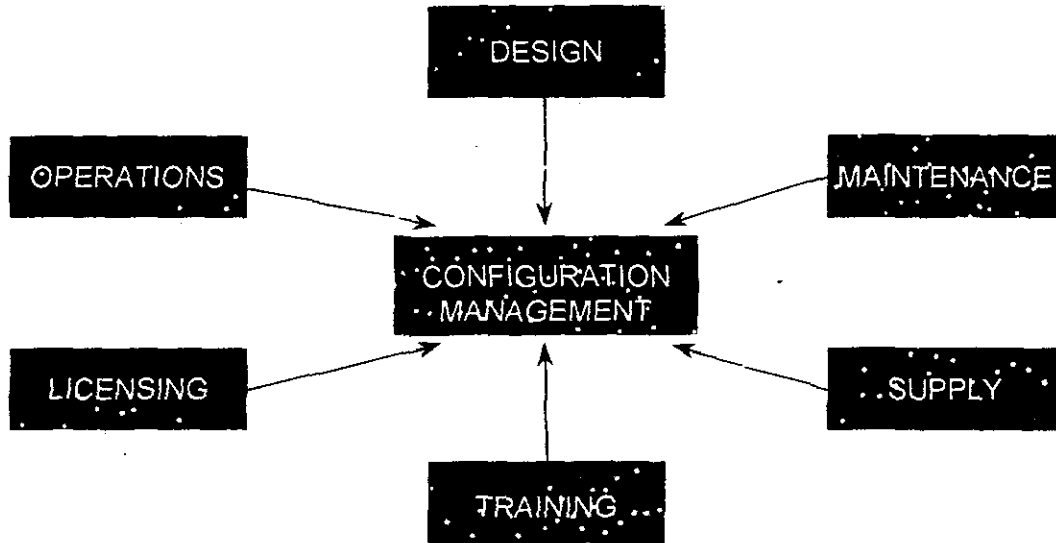 DESIGN
OPERATIONS
MAINTENANCE
CONFIGURATION
MANAGEMENT
LICENSING
SUPPLY
TRAINING